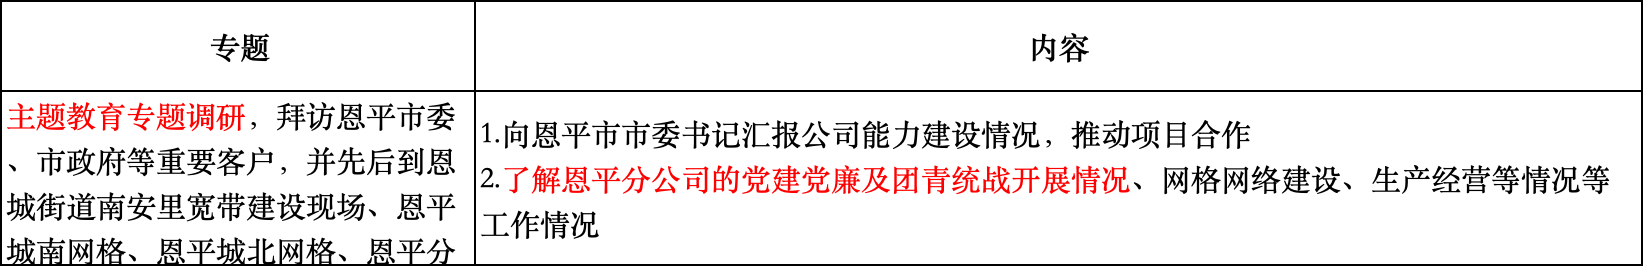 专题
内容
主题教育专题调研，拜访恩平市委
、市政府等重要客户，并先后到恩
城街道南安里宽带建设现场、恩平
城南网格、恩平城北网格、恩平分
1.向恩平市市委书记汇报公司能力建设情况，推动项目合作
2.了解恩平分公司的党建党廉及团青统战开展情况、网格网络建设、生产经营等情况等
工作情况